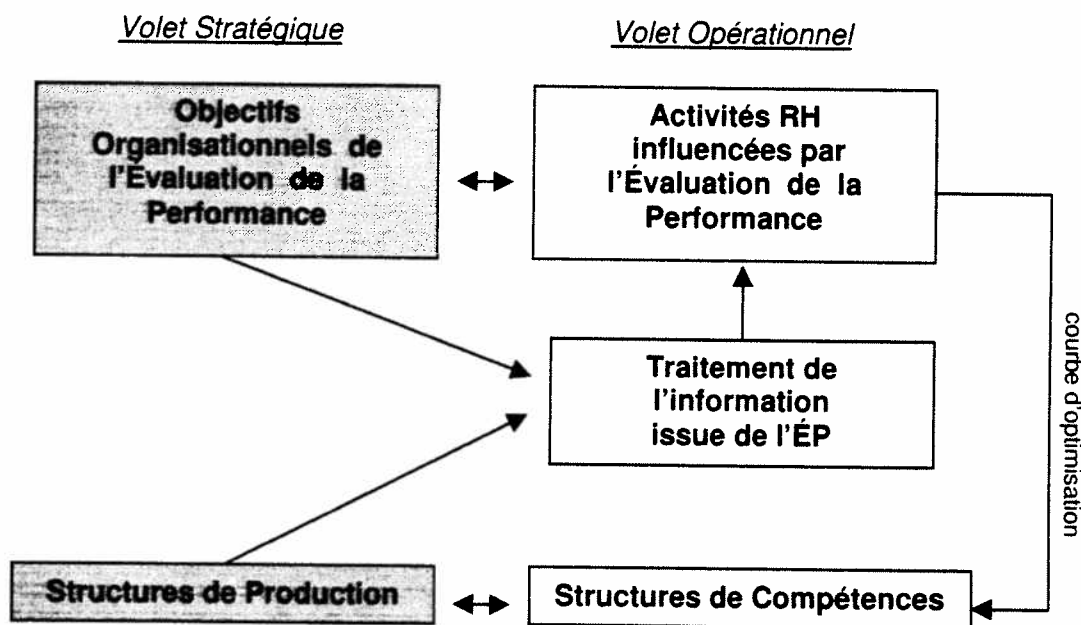 Volet Stratégique
Volet Opérationnel
Objectifs
Organisationnels de
l'Évaluation de la
Performance
Activités RH
influencées par
l'Évaluation de la
Performance
Traitement de
l'information
issue de l'ÉP
courbe d'optimisation
Structures de Production
Structures de Compétences